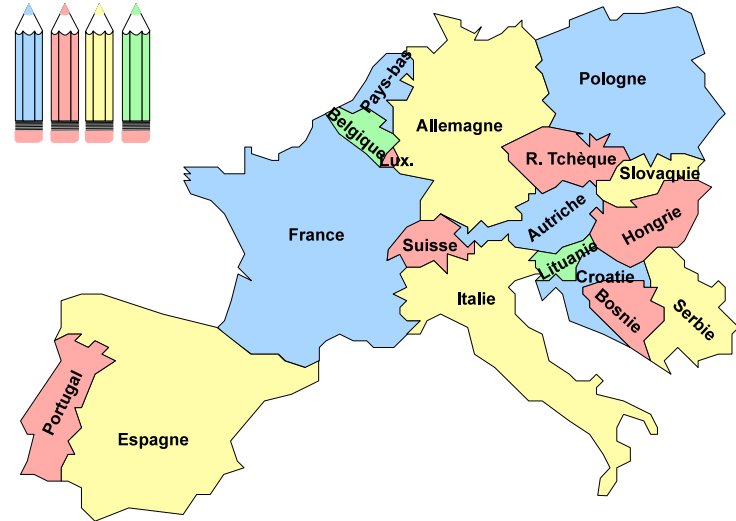 Pays-bas
Pologne
Belgique
Allemagne
Lux.
R. Tchèque
Slovaquie
France
Suisse
Autriche
Hongrie
Lituanie
Croatie
Italie
Bosnie
Serbie
Portugal
Espagne